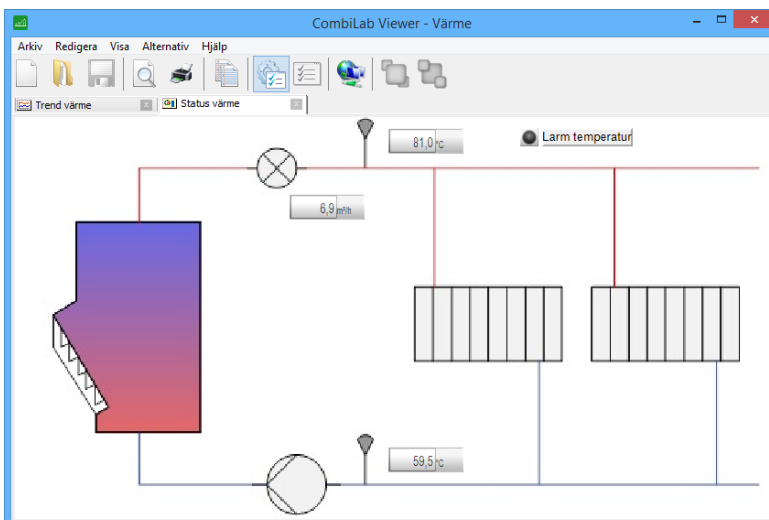 CombiLab Viewer - Värme
Arkiv Redigera Visa Alternativ Hjälp
Trend värme Status värme
81,0 °C
Larm temperatur
6,9 m³/h
59,5 °C